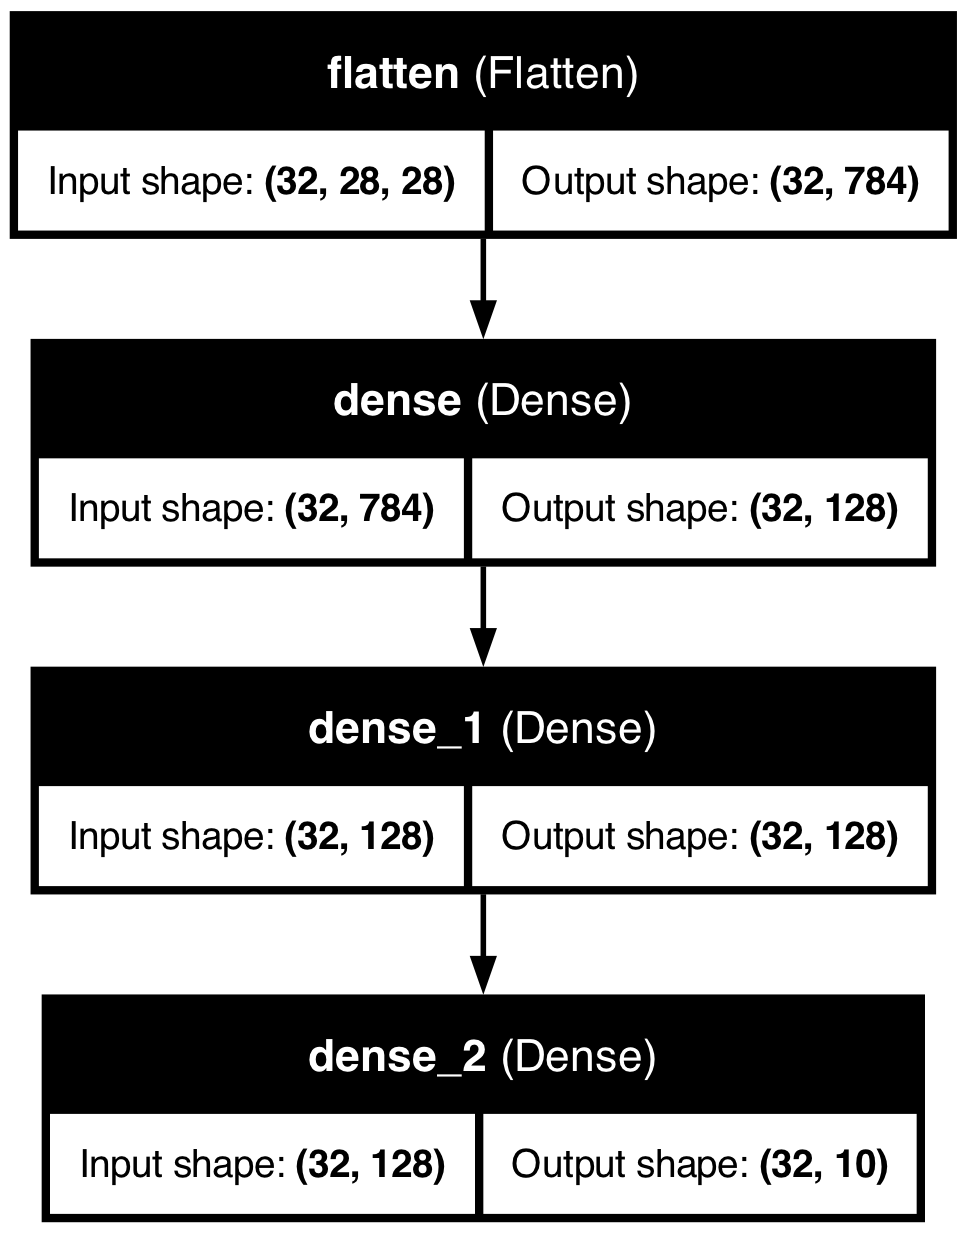 flatten (Flatten)
Input shape: (32, 28, 28) Output shape: (32, 784)
dense (Dense)
Input shape: (32, 784) Output shape: (32, 128)
dense_1 (Dense)
Input shape: (32, 128) Output shape: (32, 128)
dense_2 (Dense)
Input shape: (32, 128) Output shape: (32, 10)